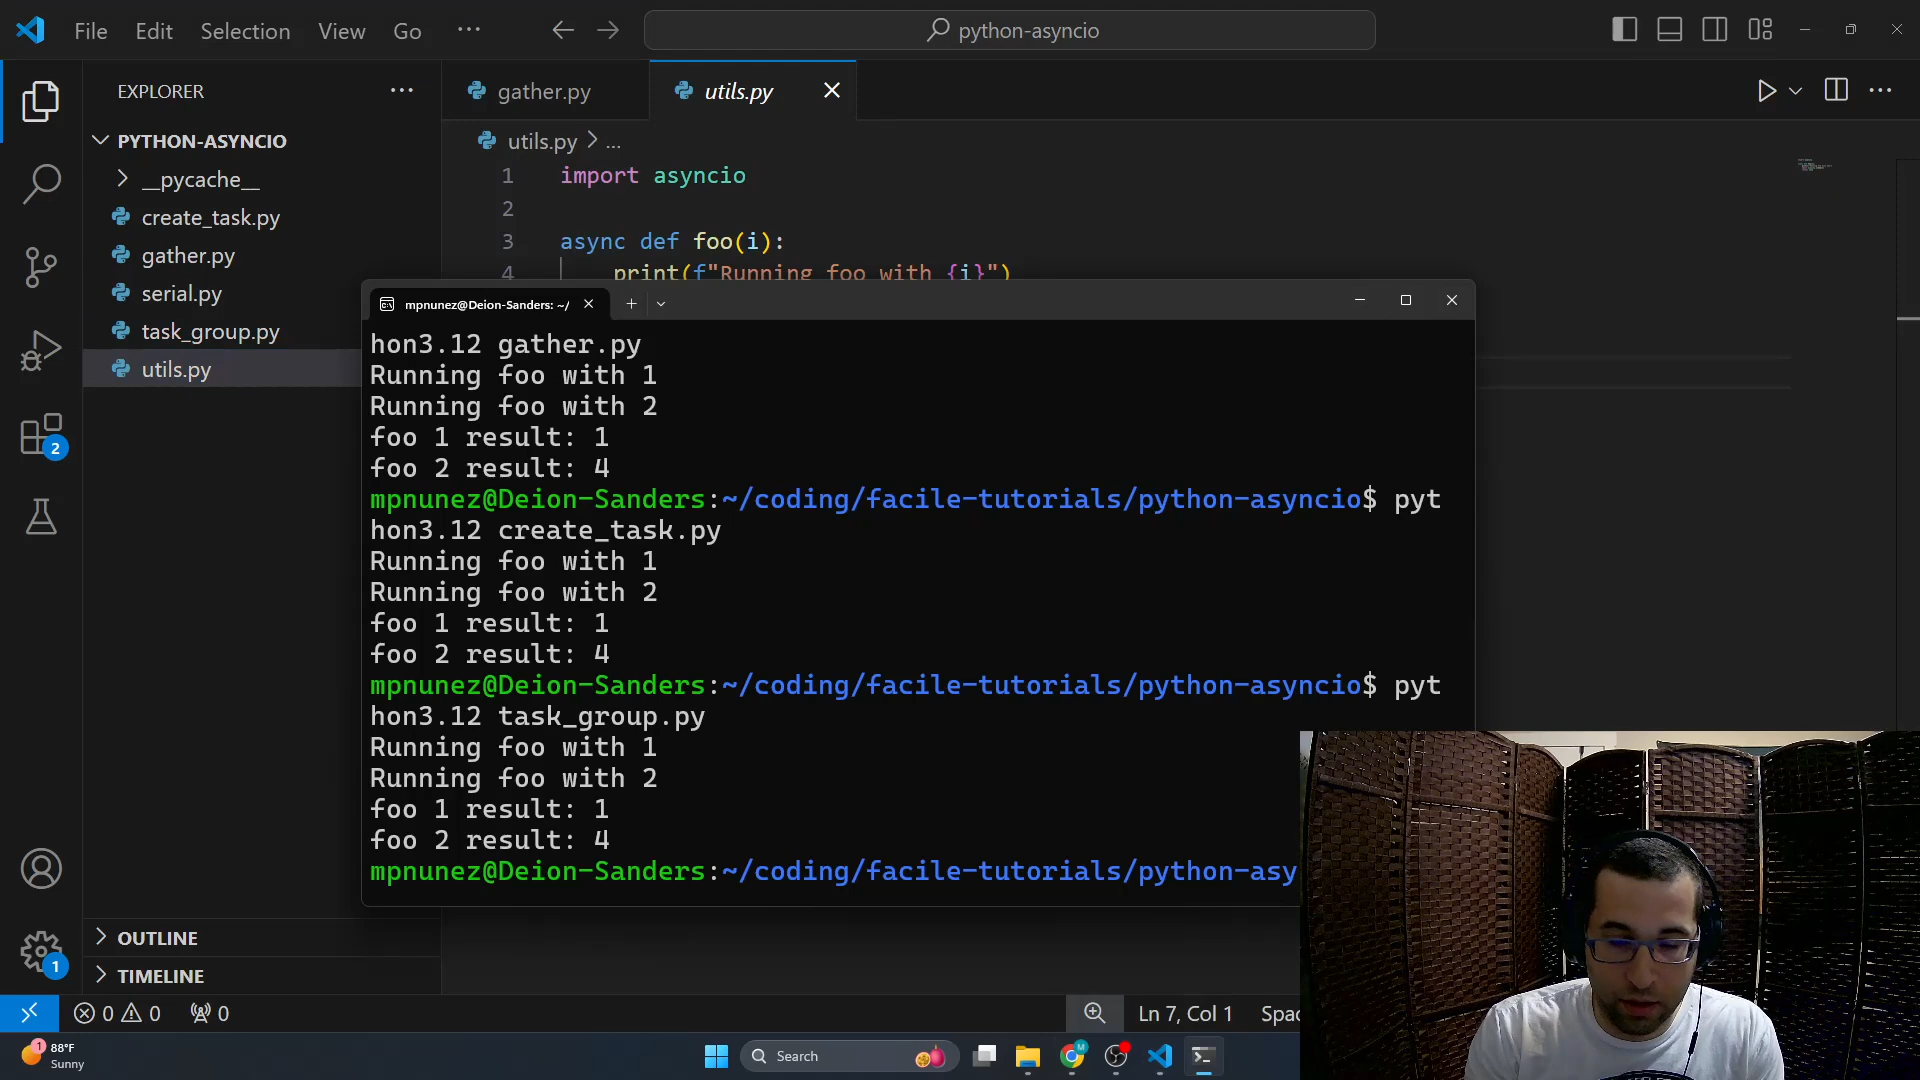 File Edit Selection View Go ... python-asyncio
EXPLORER ...
gather.py
utils.py
PYTHON-ASYNCIO
utils.py > ...
__pycache__
create_task.py
gather.py
serial.py
task_group.py
utils.py
1 import asyncio
2
3 async def foo(i):
4 print(f"Running foo with {i}")
mpnunez@Deion-Sanders: ~/
hon3.12 gather.py
Running foo with 1
Running foo with 2
foo 1 result: 1
foo 2 result: 4
mpnunez@Deion-Sanders:~/coding/facile-tutorials/python-asyncio$ pyt
hon3.12 create_task.py
Running foo with 1
Running foo with 2
foo 1 result: 1
foo 2 result: 4
mpnunez@Deion-Sanders:~/coding/facile-tutorials/python-asyncio$ pyt
hon3.12 task_group.py
Running foo with 1
Running foo with 2
foo 1 result: 1
foo 2 result: 4
mpnunez@Deion-Sanders:~/coding/facile-tutorials/python-asy
2
1
OUTLINE
TIMELINE
0 0 0
Ln 7, Col 1 Spac
1
88°F
Sunny
Search
M